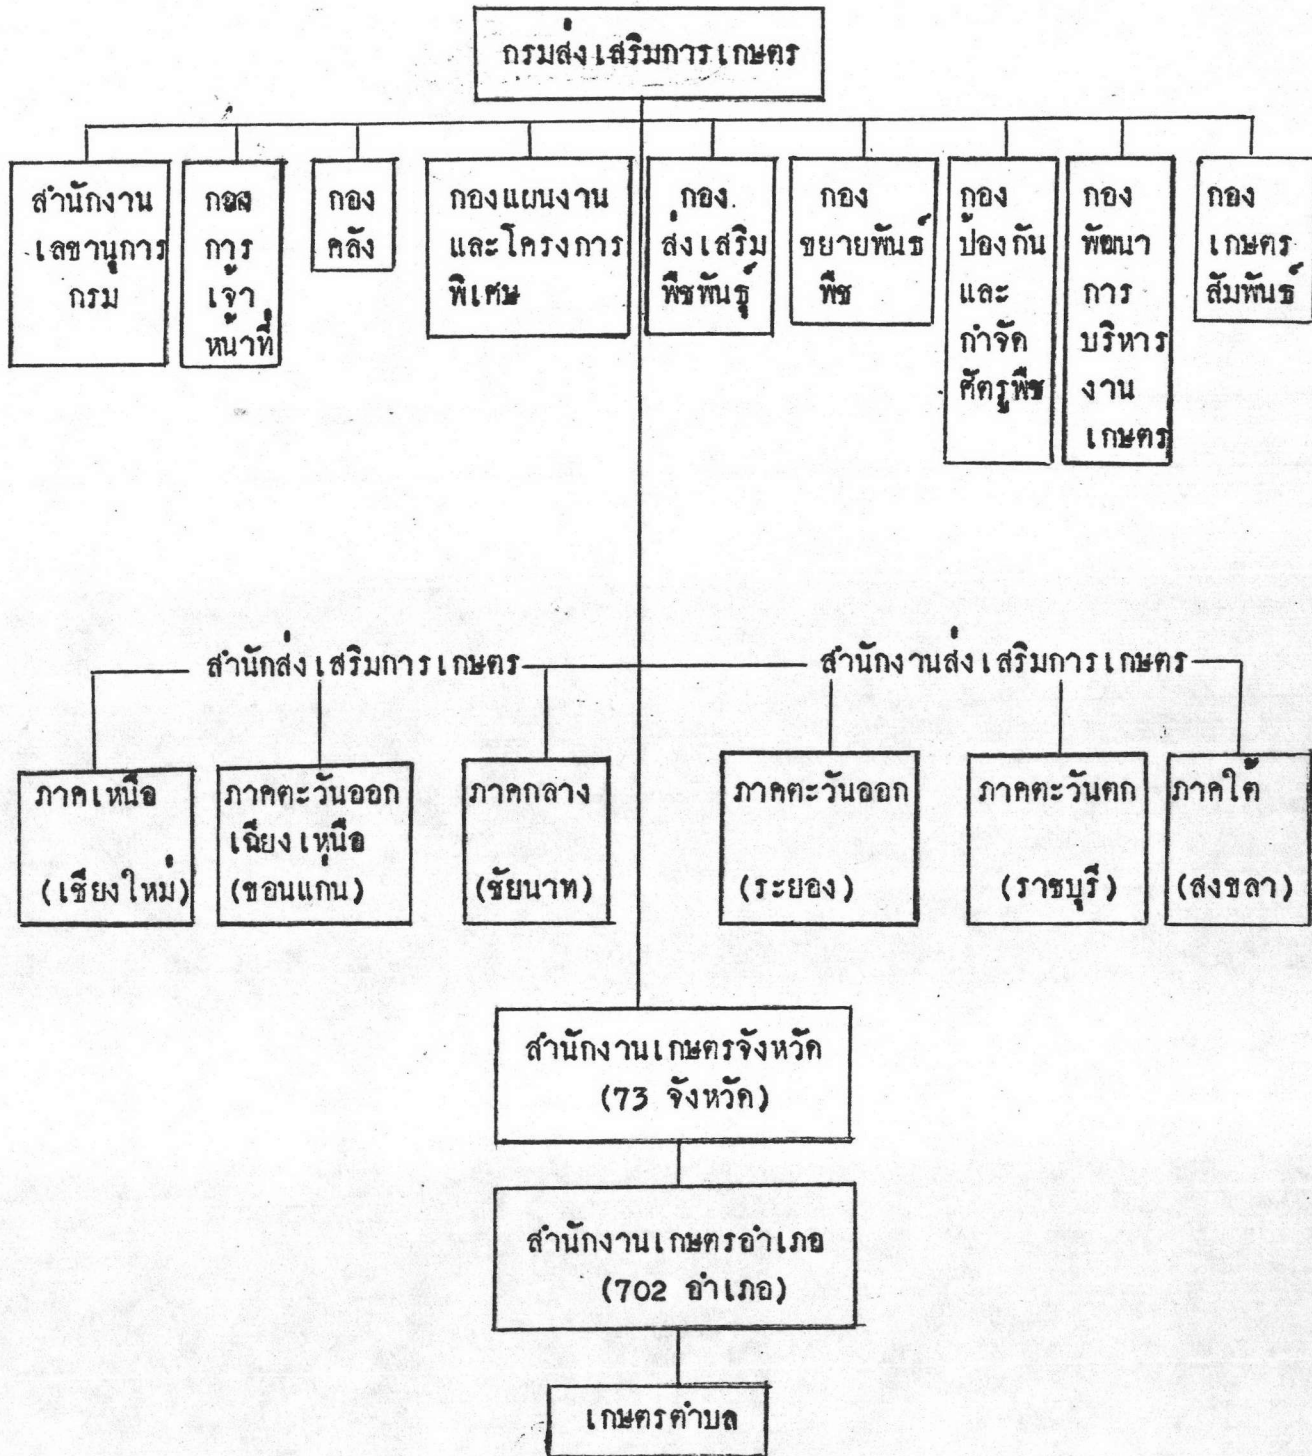 กรมส่งเสริมการเกษตร
สำนักงาน
เลขานุการ
กรม
กอง
การ
เจ้า
หน้าที่
กอง
คลัง
กองแผนงาน
และโครงการ
พิเศษ
กอง
ส่งเสริม
พืชพันธุ์
กอง
ขยายพันธ์
พืช
กอง
ป้องกัน
และ
กำจัด
ศัตรูพืช
กอง
พัฒนา
การ
บริหาร
งาน
เกษตร
กอง
เกษตร
สัมพันธ์
สำนักส่งเสริมการเกษตร
สำนักงานส่งเสริมการเกษตร
ภาคเหนือ
(เชียงใหม่)
ภาคตะวันออก
เฉียงเหนือ
(ขอนแก่น)
ภาคกลาง
(ชัยนาท)
ภาคตะวันออก
(ระยอง)
ภาคตะวันตก
(ราชบุรี)
ภาคใต้
(สงขลา)
สำนักงานเกษตรจังหวัด
(73 จังหวัด)
สำนักงานเกษตรอำเภอ
(702 อำเภอ)
เกษตรตำบล